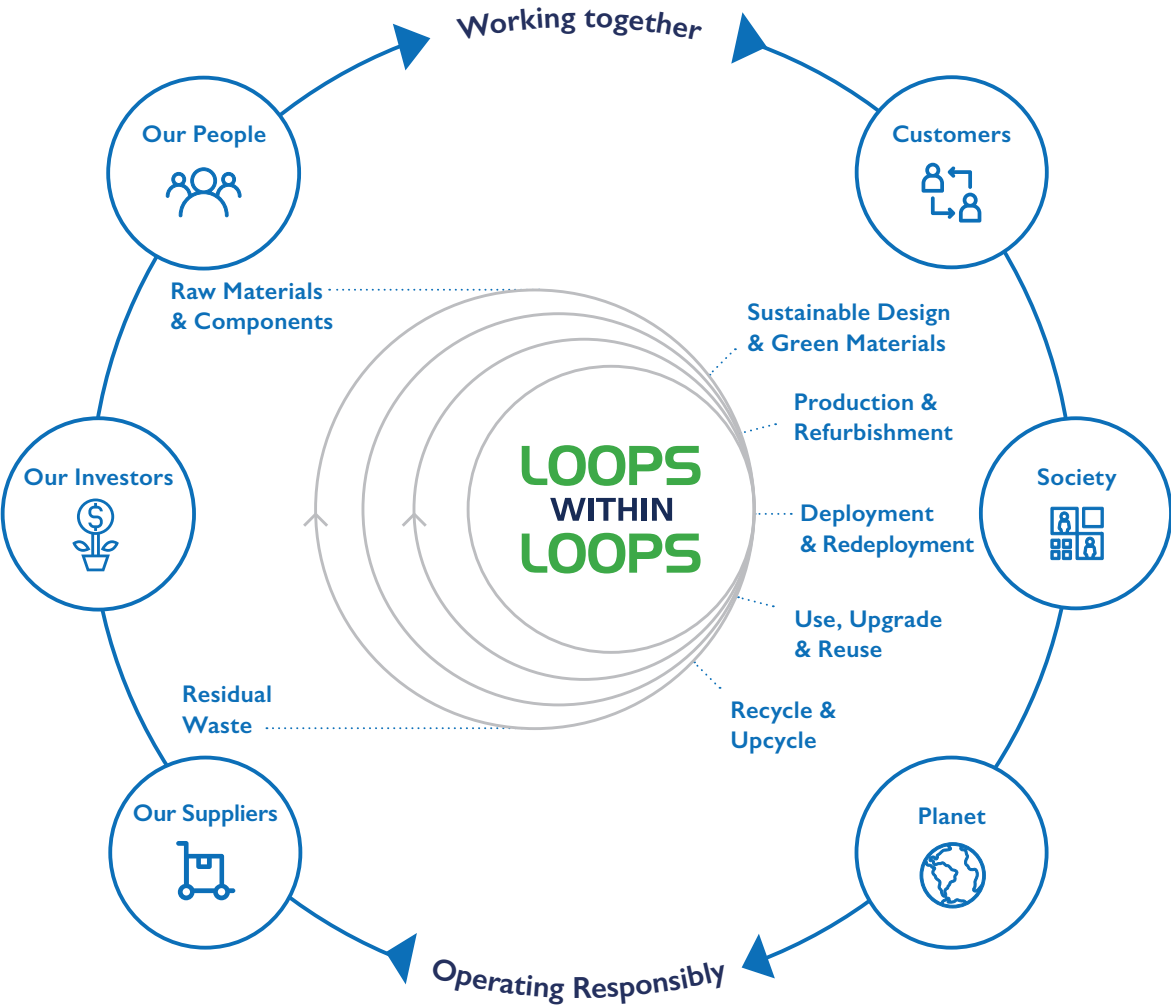 Working together
Our People
Customers
Raw Materials
& Components
Sustainable Design
& Green Materials
Production &
Refurbishment
Our Investors
$
LOOPS
WITHIN
LOOPS
Society
Deployment
& Redeployment
Use, Upgrade
& Reuse
Residual
Waste
Recycle &
Upcycle
Our Suppliers
Planet
Operating Responsibly